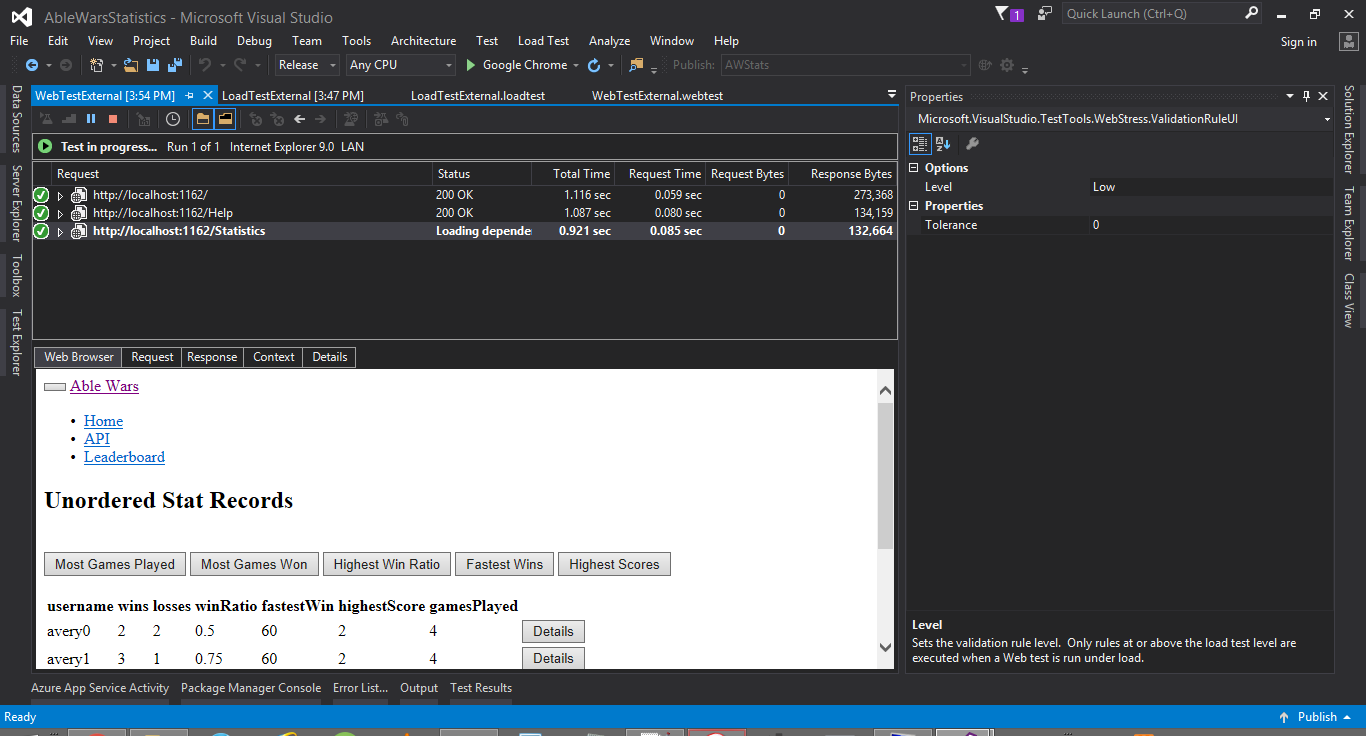 AbleWarsStatistics - Microsoft Visual Studio
1
Quick Launch (Ctrl+Q)
File Edit View Project Build Debug Team Tools Architecture Test Load Test Analyze Window Help
Sign in
Release Any CPU Google Chrome Publish: AWStats
WebTestExternal [3:54 PM] LoadTestExternal [3:47 PM] LoadTestExternal.loadtest WebTestExternal.webtest
Data Sources
Server Explorer
Toolbox
Test Explorer
Test in progress... Run 1 of 1 Internet Explorer 9.0 LAN
Request Status Total Time Request Time Request Bytes Response Bytes
http://localhost:1162/ 200 OK 1.116 sec 0.059 sec 0 273,368
http://localhost:1162/Help 200 OK 1.087 sec 0.080 sec 0 134,159
http://localhost:1162/Statistics Loading depende 0.921 sec 0.085 sec 0 132,664
Web Browser Request Response Context Details
Able Wars
• Home
• API
• Leaderboard
Unordered Stat Records
Most Games Played Most Games Won Highest Win Ratio Fastest Wins Highest Scores
username wins losses winRatio fastestWin highestScore gamesPlayed
avery0 2 2 0.5 60 2 4 Details
avery1 3 1 0.75 60 2 4 Details
Properties
Microsoft.VisualStudio.TestTools.WebStress.ValidationRuleUI
Options
Level Low
Properties
Tolerance 0
Level
Sets the validation rule level. Only rules at or above the load test level are
executed when a Web test is run under load.
Solution Explorer
Team Explorer
Class View
Azure App Service Activity Package Manager Console Error List... Output Test Results
Ready
Publish